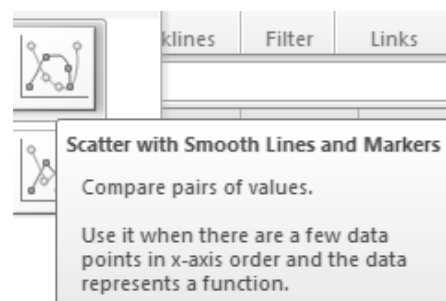 klines Filter Links
Scatter with Smooth Lines and Markers
Compare pairs of values.
Use it when there are a few data
points in x-axis order and the data
represents a function.